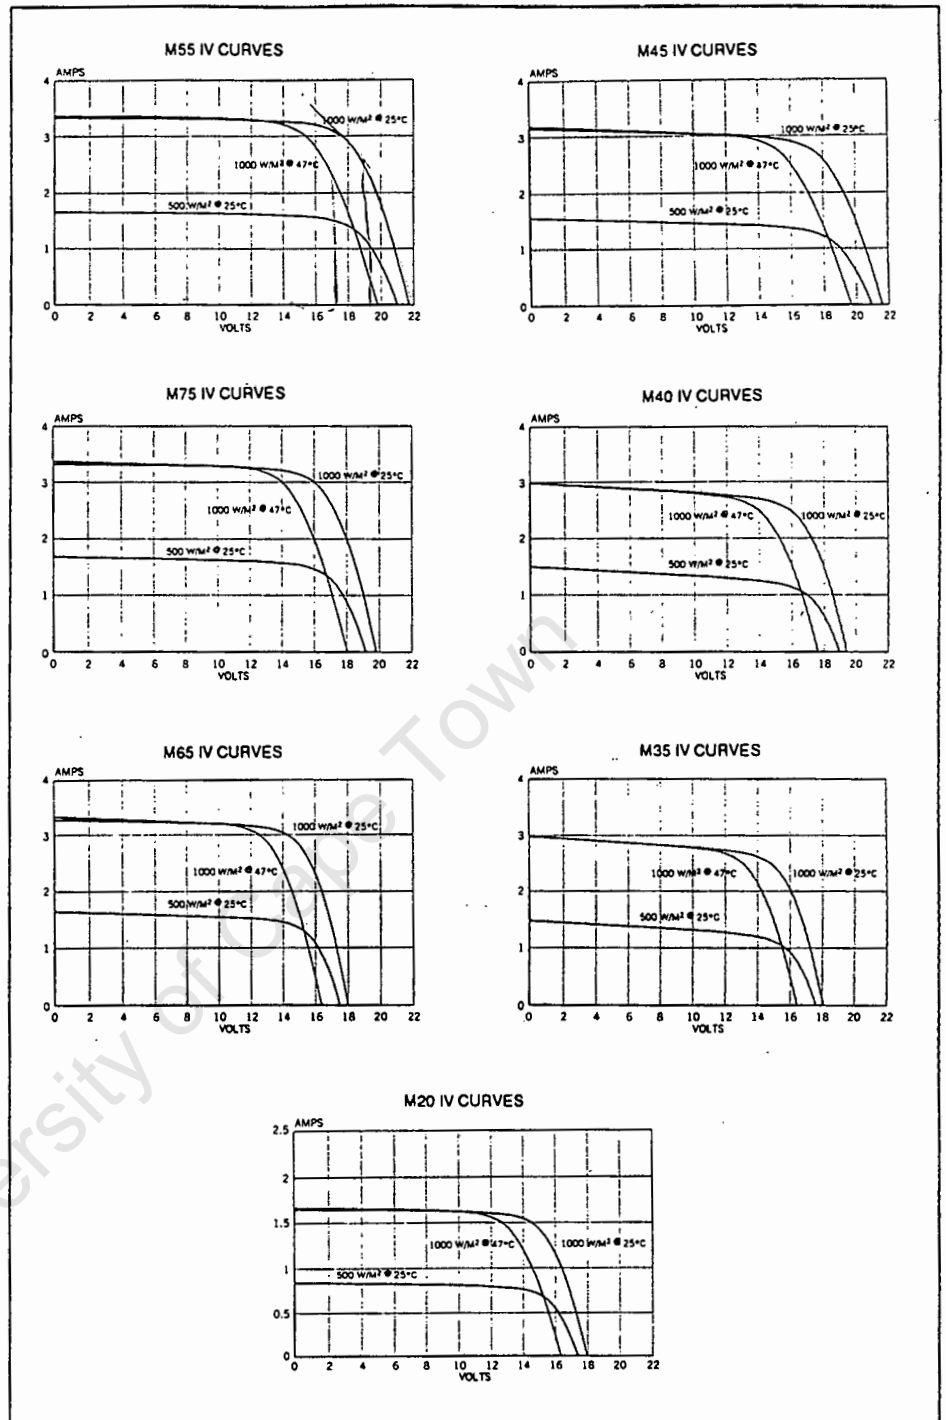 M55 IV CURVES
AMPS
4
3
2
1
0
1000 W/M² @ 25°C
1000 W/M² @ 47°C
500 W/M² @ 25°C
0 2 4 6 8 10 12 14 16 18 20 22
VOLTS
M45 IV CURVES
AMPS
4
3
2
1
0
1000 W/M² @ 25°C
1000 W/M² @ 47°C
500 W/M² @ 25°C
0 2 4 6 8 10 12 14 16 18 20 22
VOLTS
M75 IV CURVES
AMPS
4
3
2
1
0
1000 W/M² @ 25°C
1000 W/M² @ 47°C
500 W/M² @ 25°C
0 2 4 6 8 10 12 14 16 18 20 22
VOLTS
M40 IV CURVES
AMPS
4
3
2
1
0
1000 W/M² @ 47°C
1000 W/M² @ 25°C
500 W/M² @ 25°C
0 2 4 6 8 10 12 14 16 18 20 22
VOLTS
M65 IV CURVES
AMPS
4
3
2
1
0
1000 W/M² @ 25°C
1000 W/M² @ 47°C
500 W/M² @ 25°C
0 2 4 6 8 10 12 14 16 18 20 22
VOLTS
M35 IV CURVES
AMPS
4
3
2
1
0
1000 W/M² @ 47°C
1000 W/M² @ 25°C
500 W/M² @ 25°C
0 2 4 6 8 10 12 14 16 18 20 22
VOLTS
M20 IV CURVES
AMPS
2.5
2
1.5
1
0.5
0
1000 W/M² @ 47°C
1000 W/M² @ 25°C
500 W/M² @ 25°C
0 2 4 6 8 10 12 14 16 18 20 22
VOLTS
ersity of Cape Town